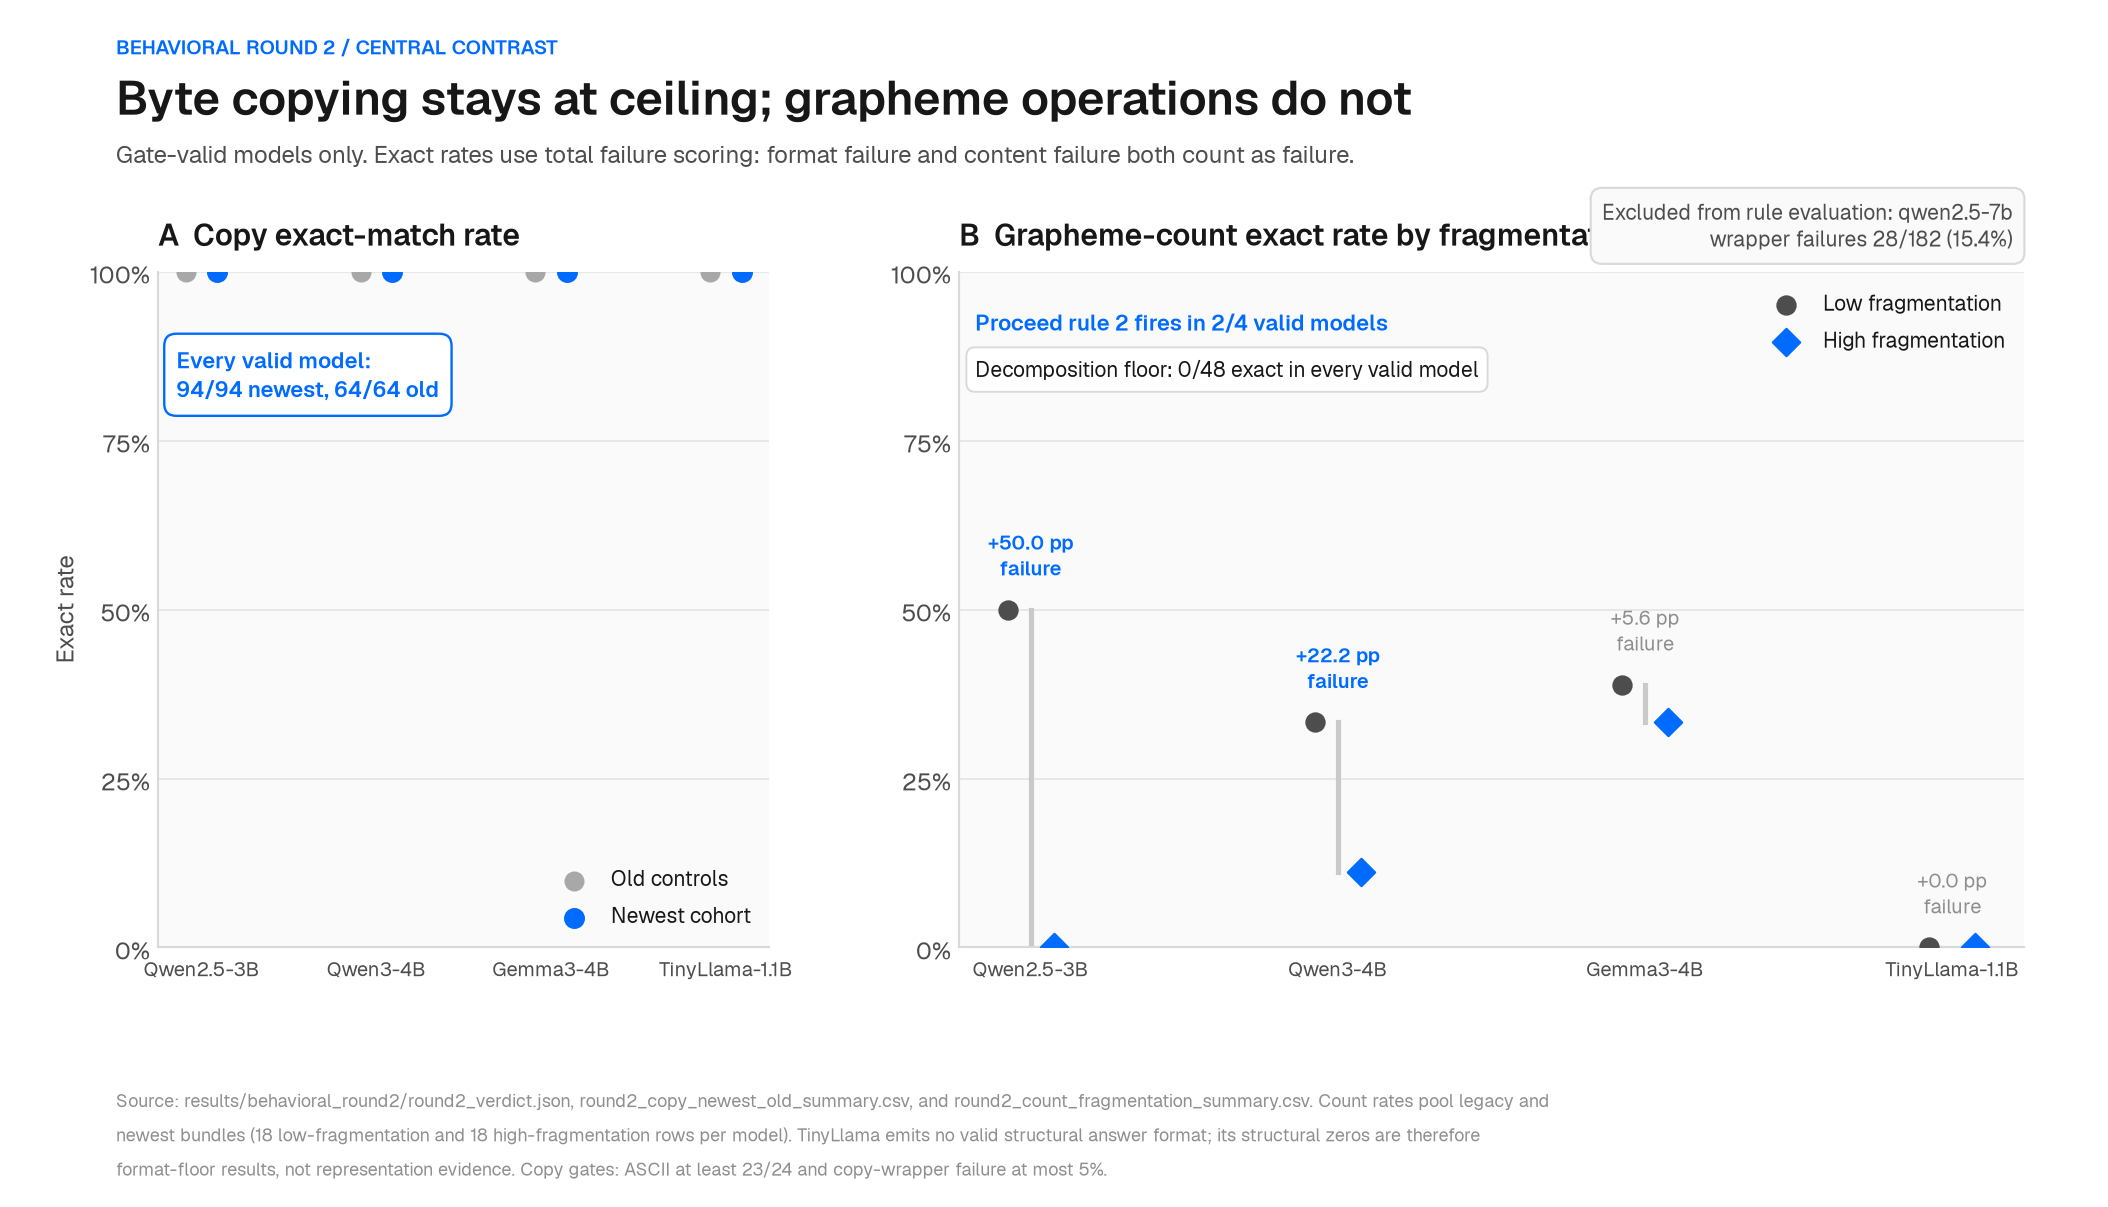 BEHAVIORAL ROUND 2 / CENTRAL CONTRAST
Byte copying stays at ceiling; grapheme operations do not
Gate-valid models only. Exact rates use total failure scoring: format failure and content failure both count as failure.
A Copy exact-match rate
100%
75%
50%
25%
0%
Exact rate
Every valid model:
94/94 newest, 64/64 old
Old controls
Newest cohort
Qwen2.5-3B
Qwen3-4B
Gemma3-4B
TinyLlama-1.1B
B Grapheme-count exact rate by
Excluded from rule evaluation: qwen2.5-7b
wrapper failures 28/182 (15.4%)
100%
75%
50%
25%
0%
Proceed rule 2 fires in 2/4 valid models
Decomposition floor: 0/48 exact in every valid model
Low fragmentation
High fragmentation
+50.0 pp
failure
+22.2 pp
failure
+5.6 pp
failure
+0.0 pp
failure
Qwen2.5-3B
Qwen3-4B
Gemma3-4B
TinyLlama-1.1B
Source: results/behavioral_round2/round2_verdict.json, round2_copy_newest_old_summary.csv, and round2_count_fragmentation_summary.csv. Count rates pool legacy and
newest bundles (18 low-fragmentation and 18 high-fragmentation rows per model). TinyLlama emits no valid structural answer format; its structural zeros are therefore
format-floor results, not representation evidence. Copy gates: ASCII at least 23/24 and copy-wrapper failure at most 5%.